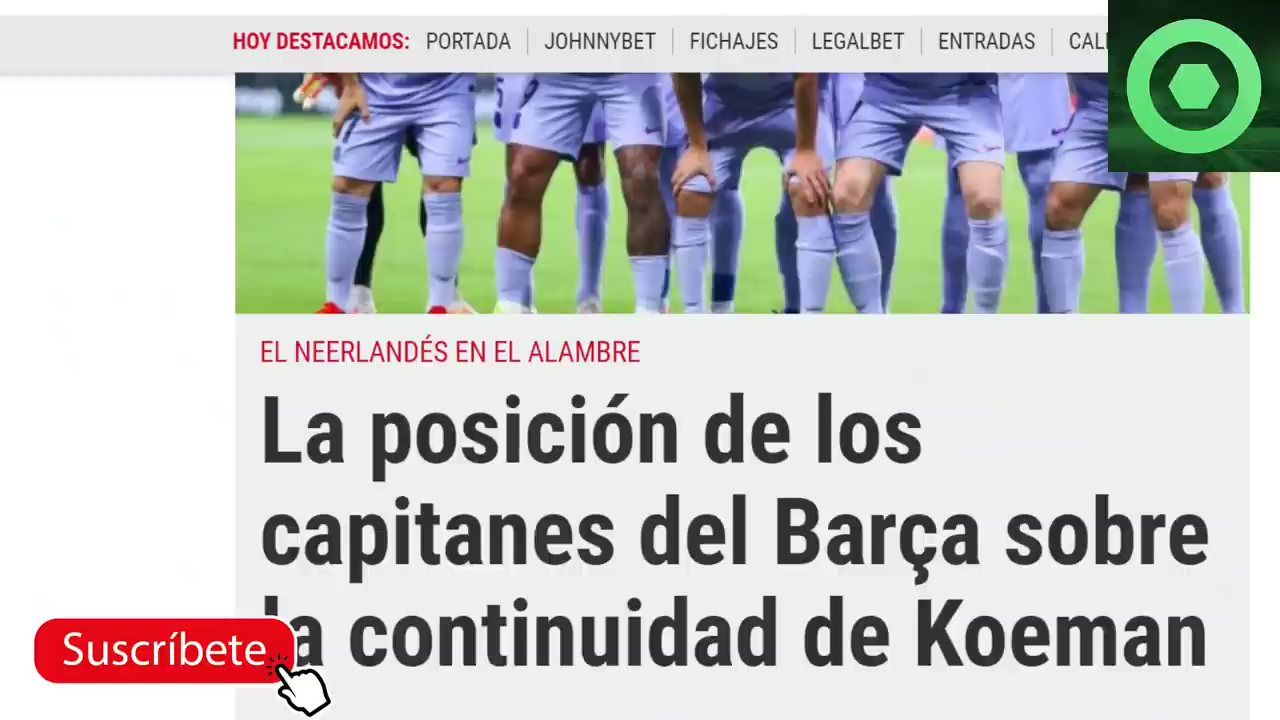 HOY DESTACAMOS: PORTADA JOHNNYBET FICHAJES LEGALBET ENTRADAS
EL NEERLANDÉS EN EL ALAMBRE
La posición de los
capitanes del Barça sobre
la continuidad de Koeman
Suscríbete